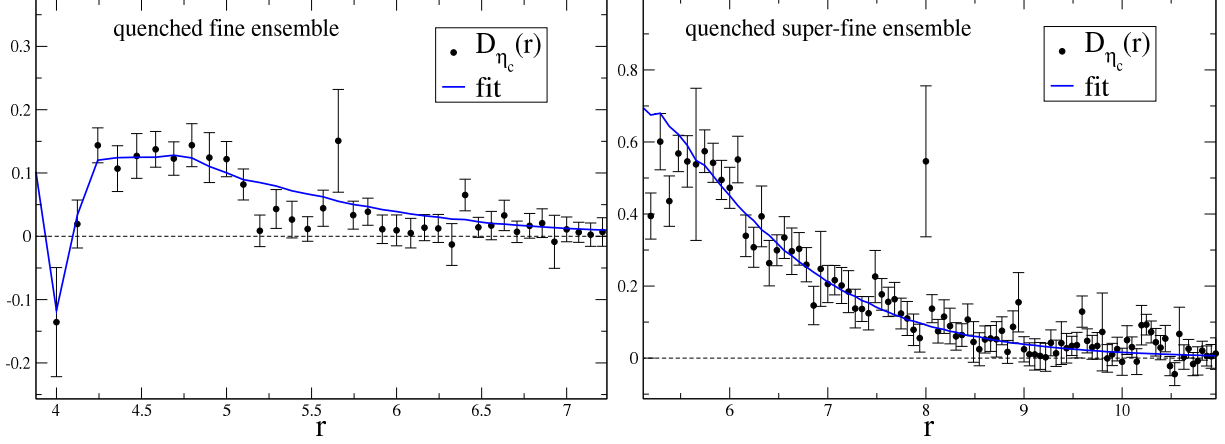 quenched fine ensemble
D_{η_c}(r)
fit
0.3
0.2
0.1
0
-0.1
-0.2
4
4.5
5
5.5
6
6.5
7
r
quenched super-fine ensemble
D_{η_c}(r)
fit
0.8
0.6
0.4
0.2
0
6
7
8
9
10
r